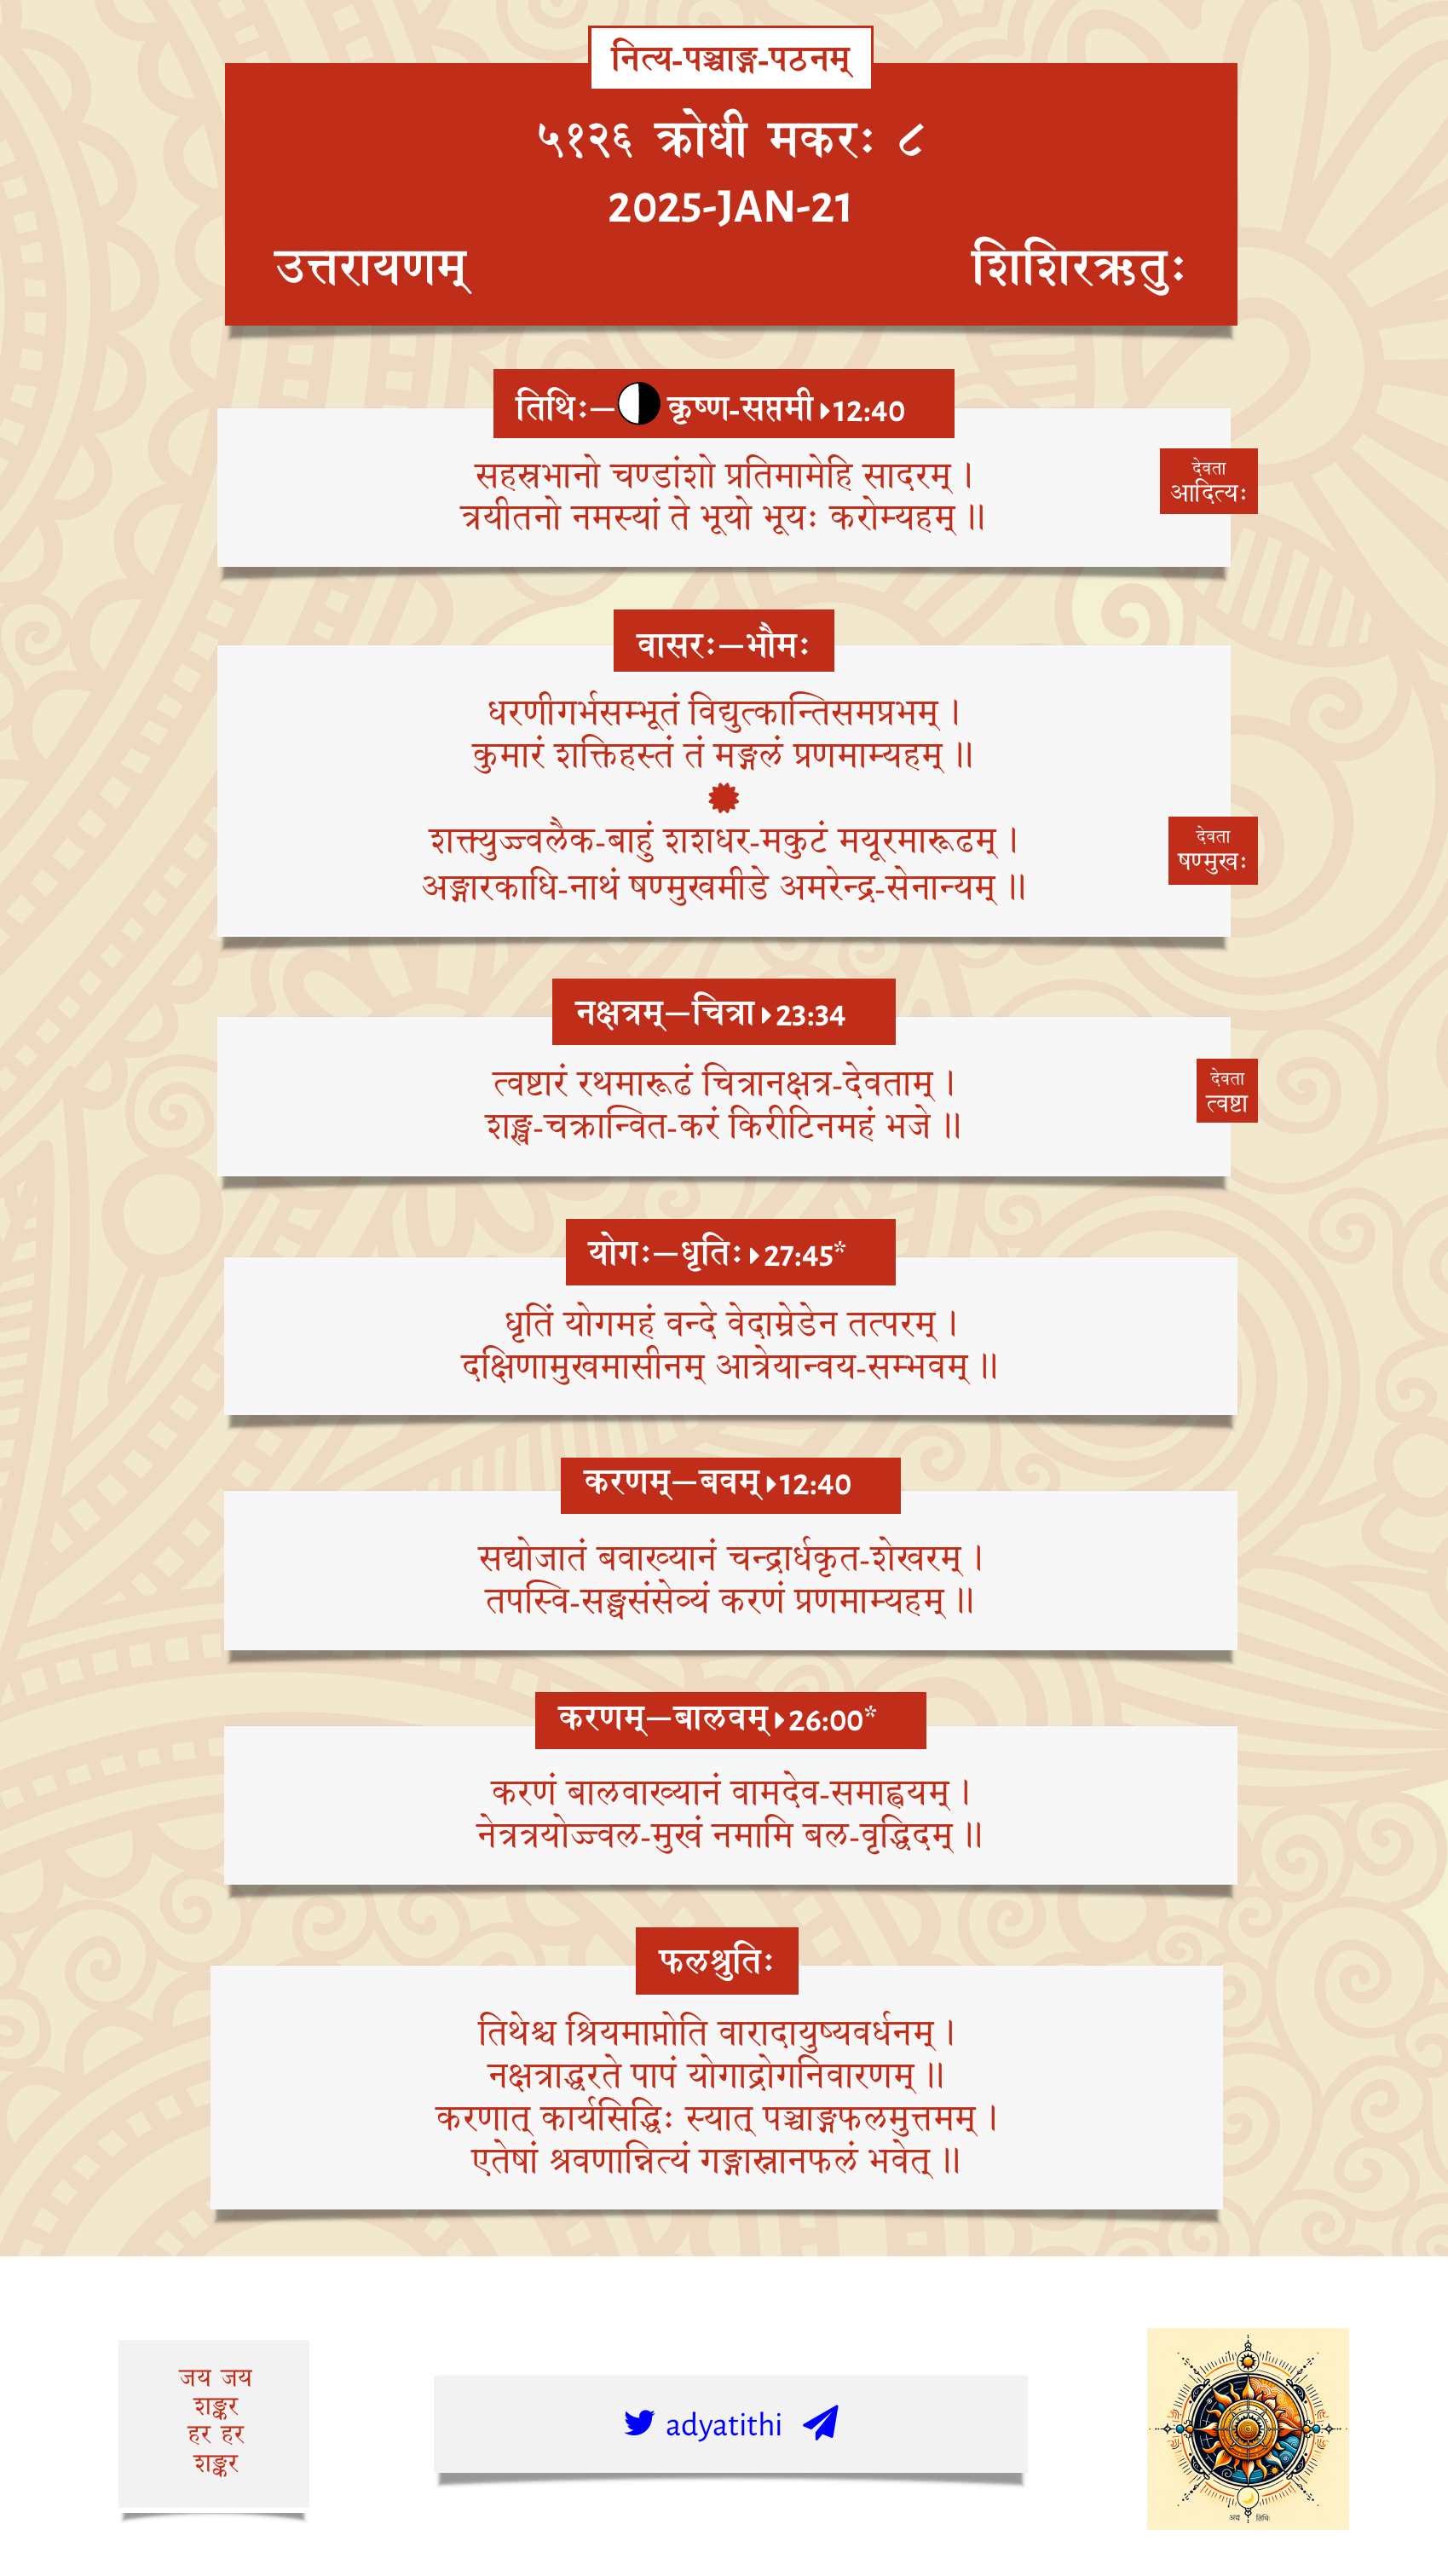 नित्य-पञ्चाङ्ग-पठनम्
५१२६ क्रोधी मकरः ८
2025-JAN-21
उत्तरायणम् शिशिरऋतुः
तिथिः—कृष्ण-सप्तमी 12:40
सहस्रभानो चण्डांशो प्रतिमामेहि सादरम् ।
त्रयीतनो नमस्यां ते भूयो भूयः करोम्यहम् ॥
देवता
आदित्यः
वासरः—भौमः
धरणीगर्भसम्भूतं विद्युत्कान्तिसमप्रभम् ।
कुमारं शक्तिहस्तं तं मङ्गलं प्रणमाम्यहम् ॥
शक्त्युज्ज्वलैक-बाहुं शशधर-मकुटं मयूरमारूढम् ।
अङ्गारकाधि-नाथं षण्मुखमीडे अमरेन्द्र-सेनान्यम् ॥
देवता
षण्मुखः
नक्षत्रम्—चित्रा 23:34
त्वष्टारं रथमारूढं चित्रानक्षत्र-देवताम् ।
शङ्ख-चक्रान्वित-करं किरीटिनमहं भजे ॥
देवता
त्वष्टा
योगः—धृतिः 27:45*
धृतिं योगमहं वन्दे वेदाम्रेडेन तत्परम् ।
दक्षिणामुखमासीनम् आत्रेयान्वय-सम्भवम् ॥
करणम्—बवम् 12:40
सद्योजातं बवाख्यानं चन्द्रार्धकृत-शेखरम् ।
तपस्वि-सङ्घसंसेव्यं करणं प्रणमाम्यहम् ॥
करणम्—बालवम् 26:00*
करणं बालवाख्यानं वामदेव-समाह्वयम् ।
नेत्रत्रयोज्ज्वल-मुखं नमामि बल-वृद्धिदम् ॥
फलश्रुतिः
तिथेश्च श्रियमाप्नोति वारादायुष्यवर्धनम् ।
नक्षत्राद्धरते पापं योगाद्रोगनिवारणम् ॥
करणात् कार्यसिद्धिः स्यात् पञ्चाङ्गफलमुत्तमम् ।
एतेषां श्रवणान्नित्यं गङ्गास्नानफलं भवेत् ॥
जय जय
शङ्कर
हर हर
शङ्कर
adyatithi
अद्य तिथिः